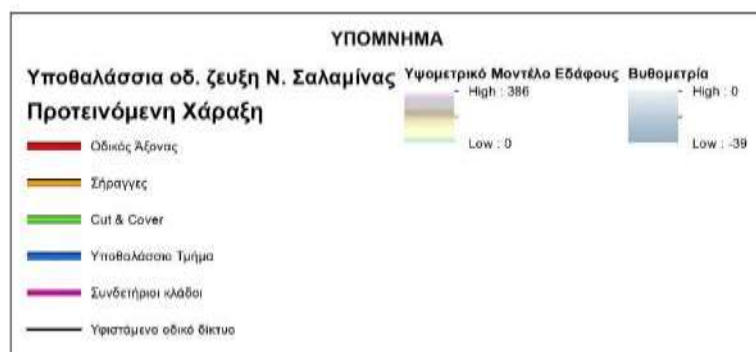 ΥΠΟΜΝΗΜΑ
Υποθαλάσσια οδ. ζευξη Ν. Σαλαμίνας
Προτεινόμενη Χάραξη
Οδικός Άξονας
Σήραγγες
Cut & Cover
Υποθαλάσσιο Τμήμα
Συνδετήριοι κλάδοι
Υφιστάμενο οδικό δίκτυο
Υψομετρικό Μοντέλο Εδάφους
High : 386
Low : 0
Βυθομετρία
High : 0
Low : -39